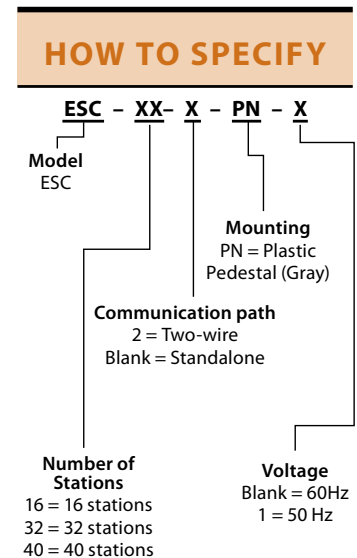 HOW TO SPECIFY
ESC – XX– X – PN – X
Model
ESC
Mounting
PN = Plastic
Pedestal (Gray)
Communication path
2 = Two-wire
Blank = Standalone
Number of
Stations
16 = 16 stations
32 = 32 stations
40 = 40 stations
Voltage
Blank = 60Hz
1 = 50 Hz